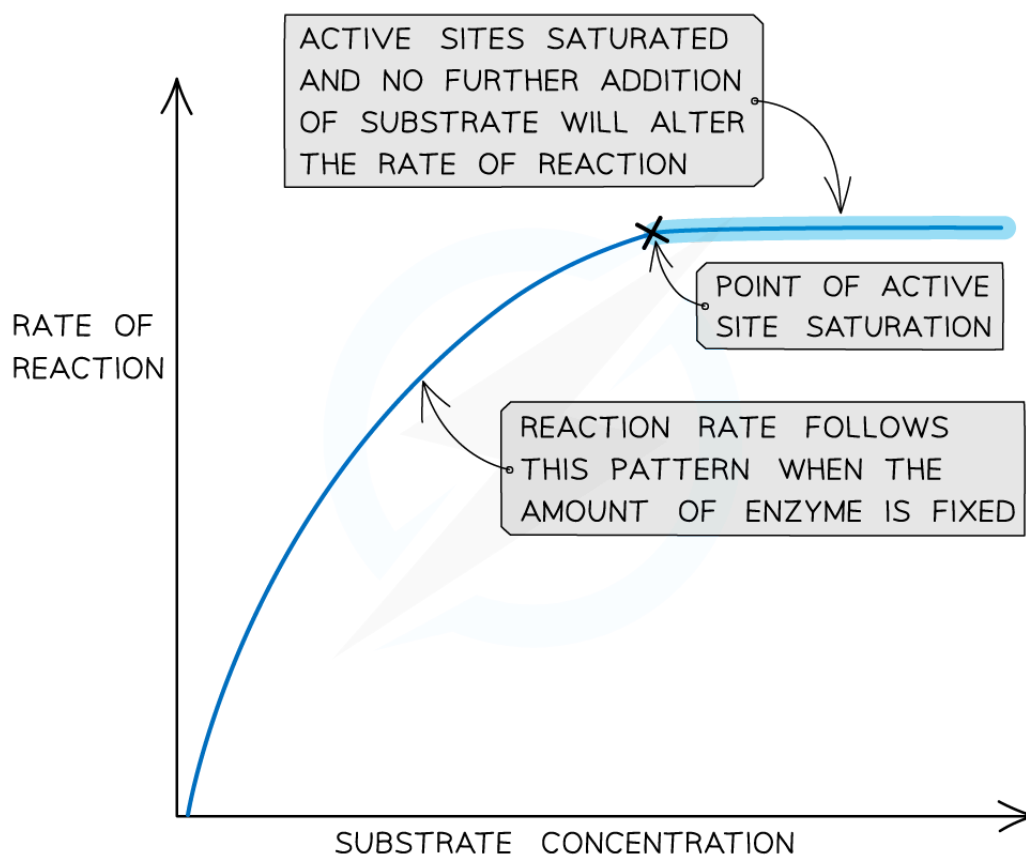 ACTIVE SITES SATURATED
AND NO FURTHER ADDITION
OF SUBSTRATE WILL ALTER
THE RATE OF REACTION
POINT OF ACTIVE
SITE SATURATION
RATE OF
REACTION
REACTION RATE FOLLOWS
THIS PATTERN WHEN THE
AMOUNT OF ENZYME IS FIXED
SUBSTRATE CONCENTRATION